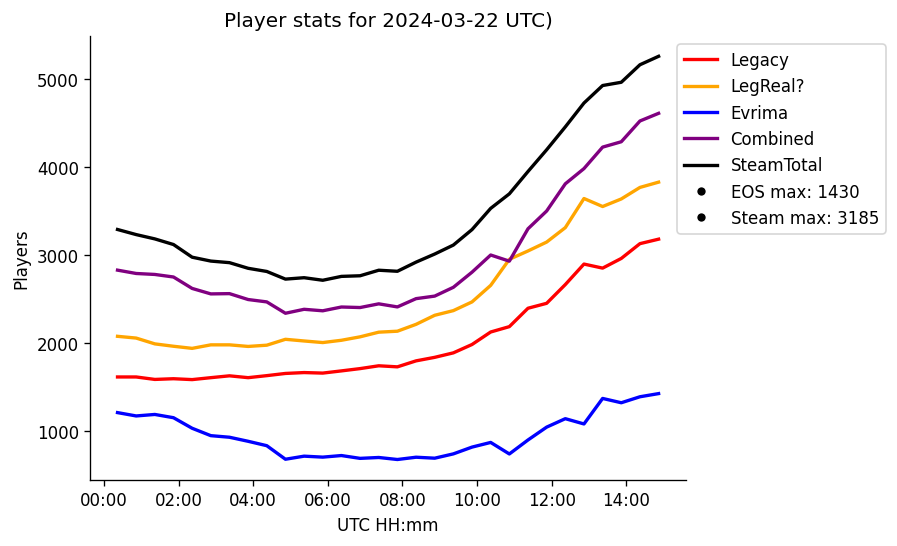 Player stats for 2024-03-22 UTC)
Players
5000
4000
3000
2000
1000
00:00 02:00 04:00 06:00 08:00 10:00 12:00 14:00
UTC HH:mm
Legacy
LegReal?
Evrima
Combined
SteamTotal
EOS max: 1430
Steam max: 3185